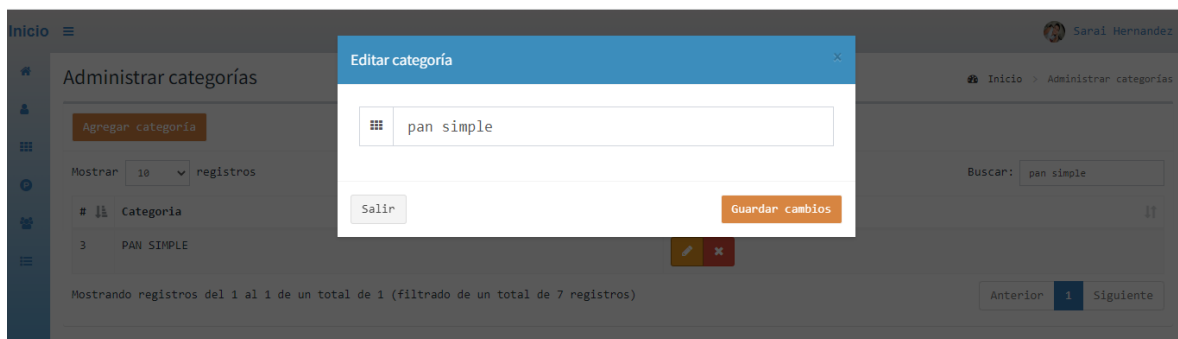 Inicio
Sarai Hernandez
Editar categoría
x
Administrar categorías
Inicio > Administrar categorías
Agregar categoría
pan simple
Mostrar 10 registros
Buscar: pan simple
Salir
Guardar cambios
# Categoria
3 PAN SIMPLE
Mostrando registros del 1 al 1 de un total de 1 (filtrado de un total de 7 registros)
Anterior 1 Siguiente